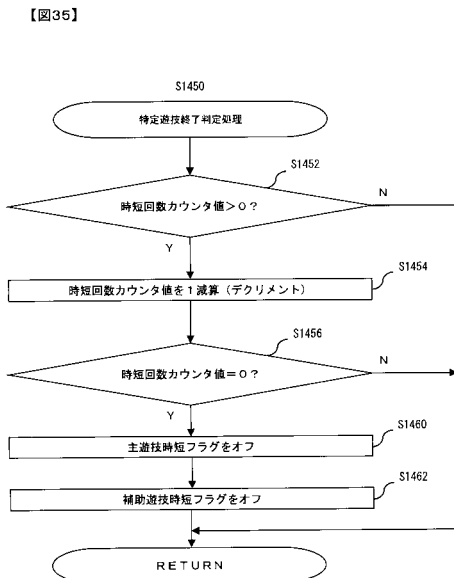 【図35】
S1450
特定遊技終了判定処理
S1452
時短回数カウンタ値>0?
N
Y
S1454
時短回数カウンタ値を1減算(デクリメント)
S1456
時短回数カウンタ値=0?
N
Y
S1460
主遊技時短フラグをオフ
S1462
補助遊技時短フラグをオフ
RETURN